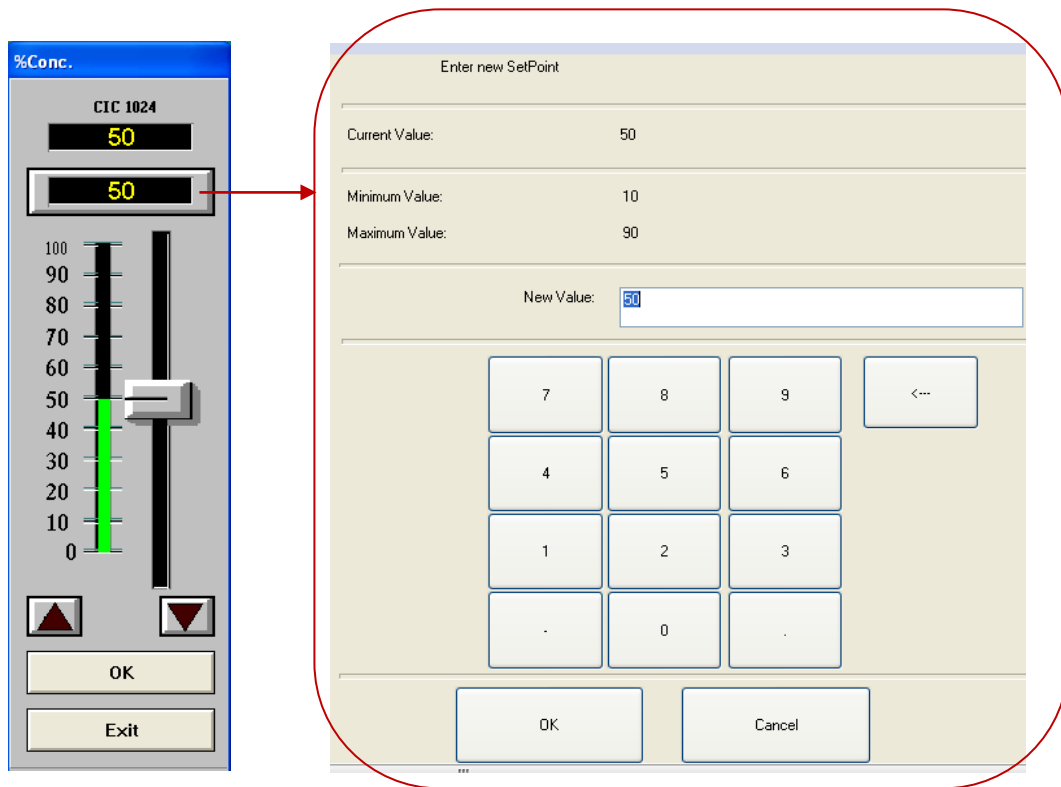 %Conc.
CIC 1024
50
50
100
90
80
70
60
50
40
30
20
10
0
OK
Exit
Enter new SetPoint
Current Value: 50
Minimum Value: 10
Maximum Value: 90
New Value: 50
7 8 9 <---
4 5 6
1 2 3
- 0 .
OK Cancel